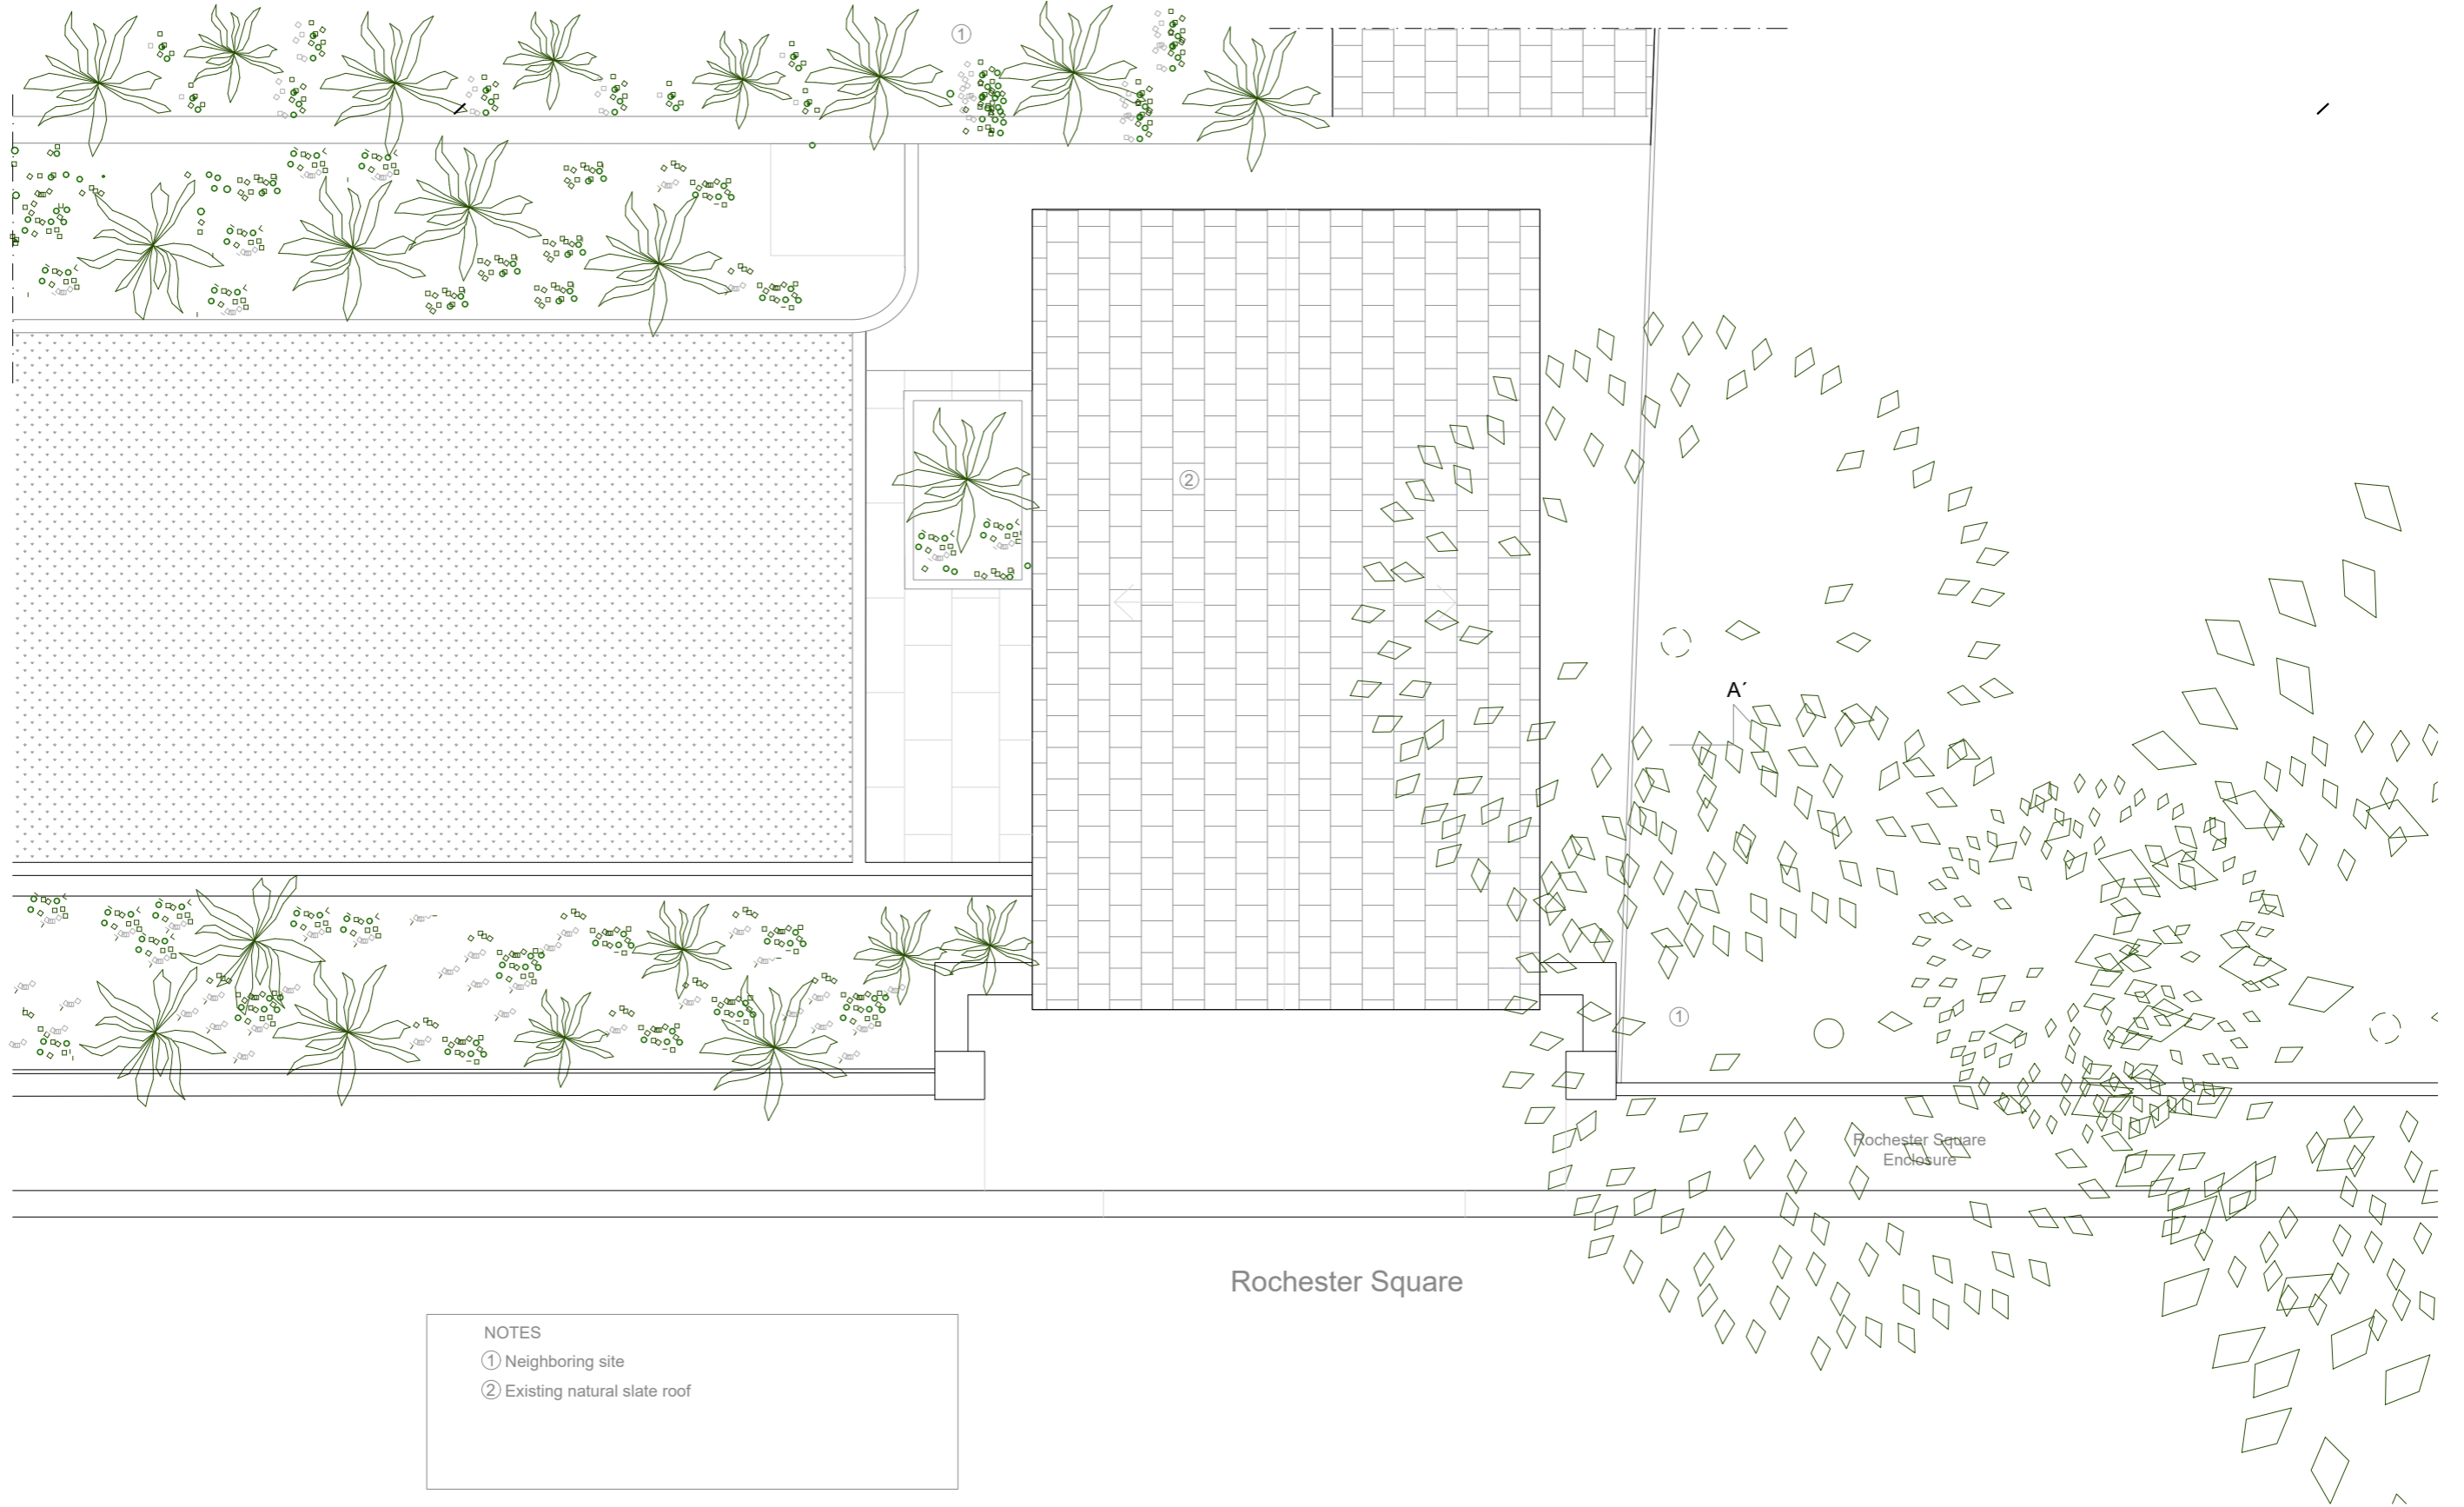 ①
②
A´
①
Rochester Square
Enclosure
Rochester Square
NOTES
① Neighboring site
② Existing natural slate roof